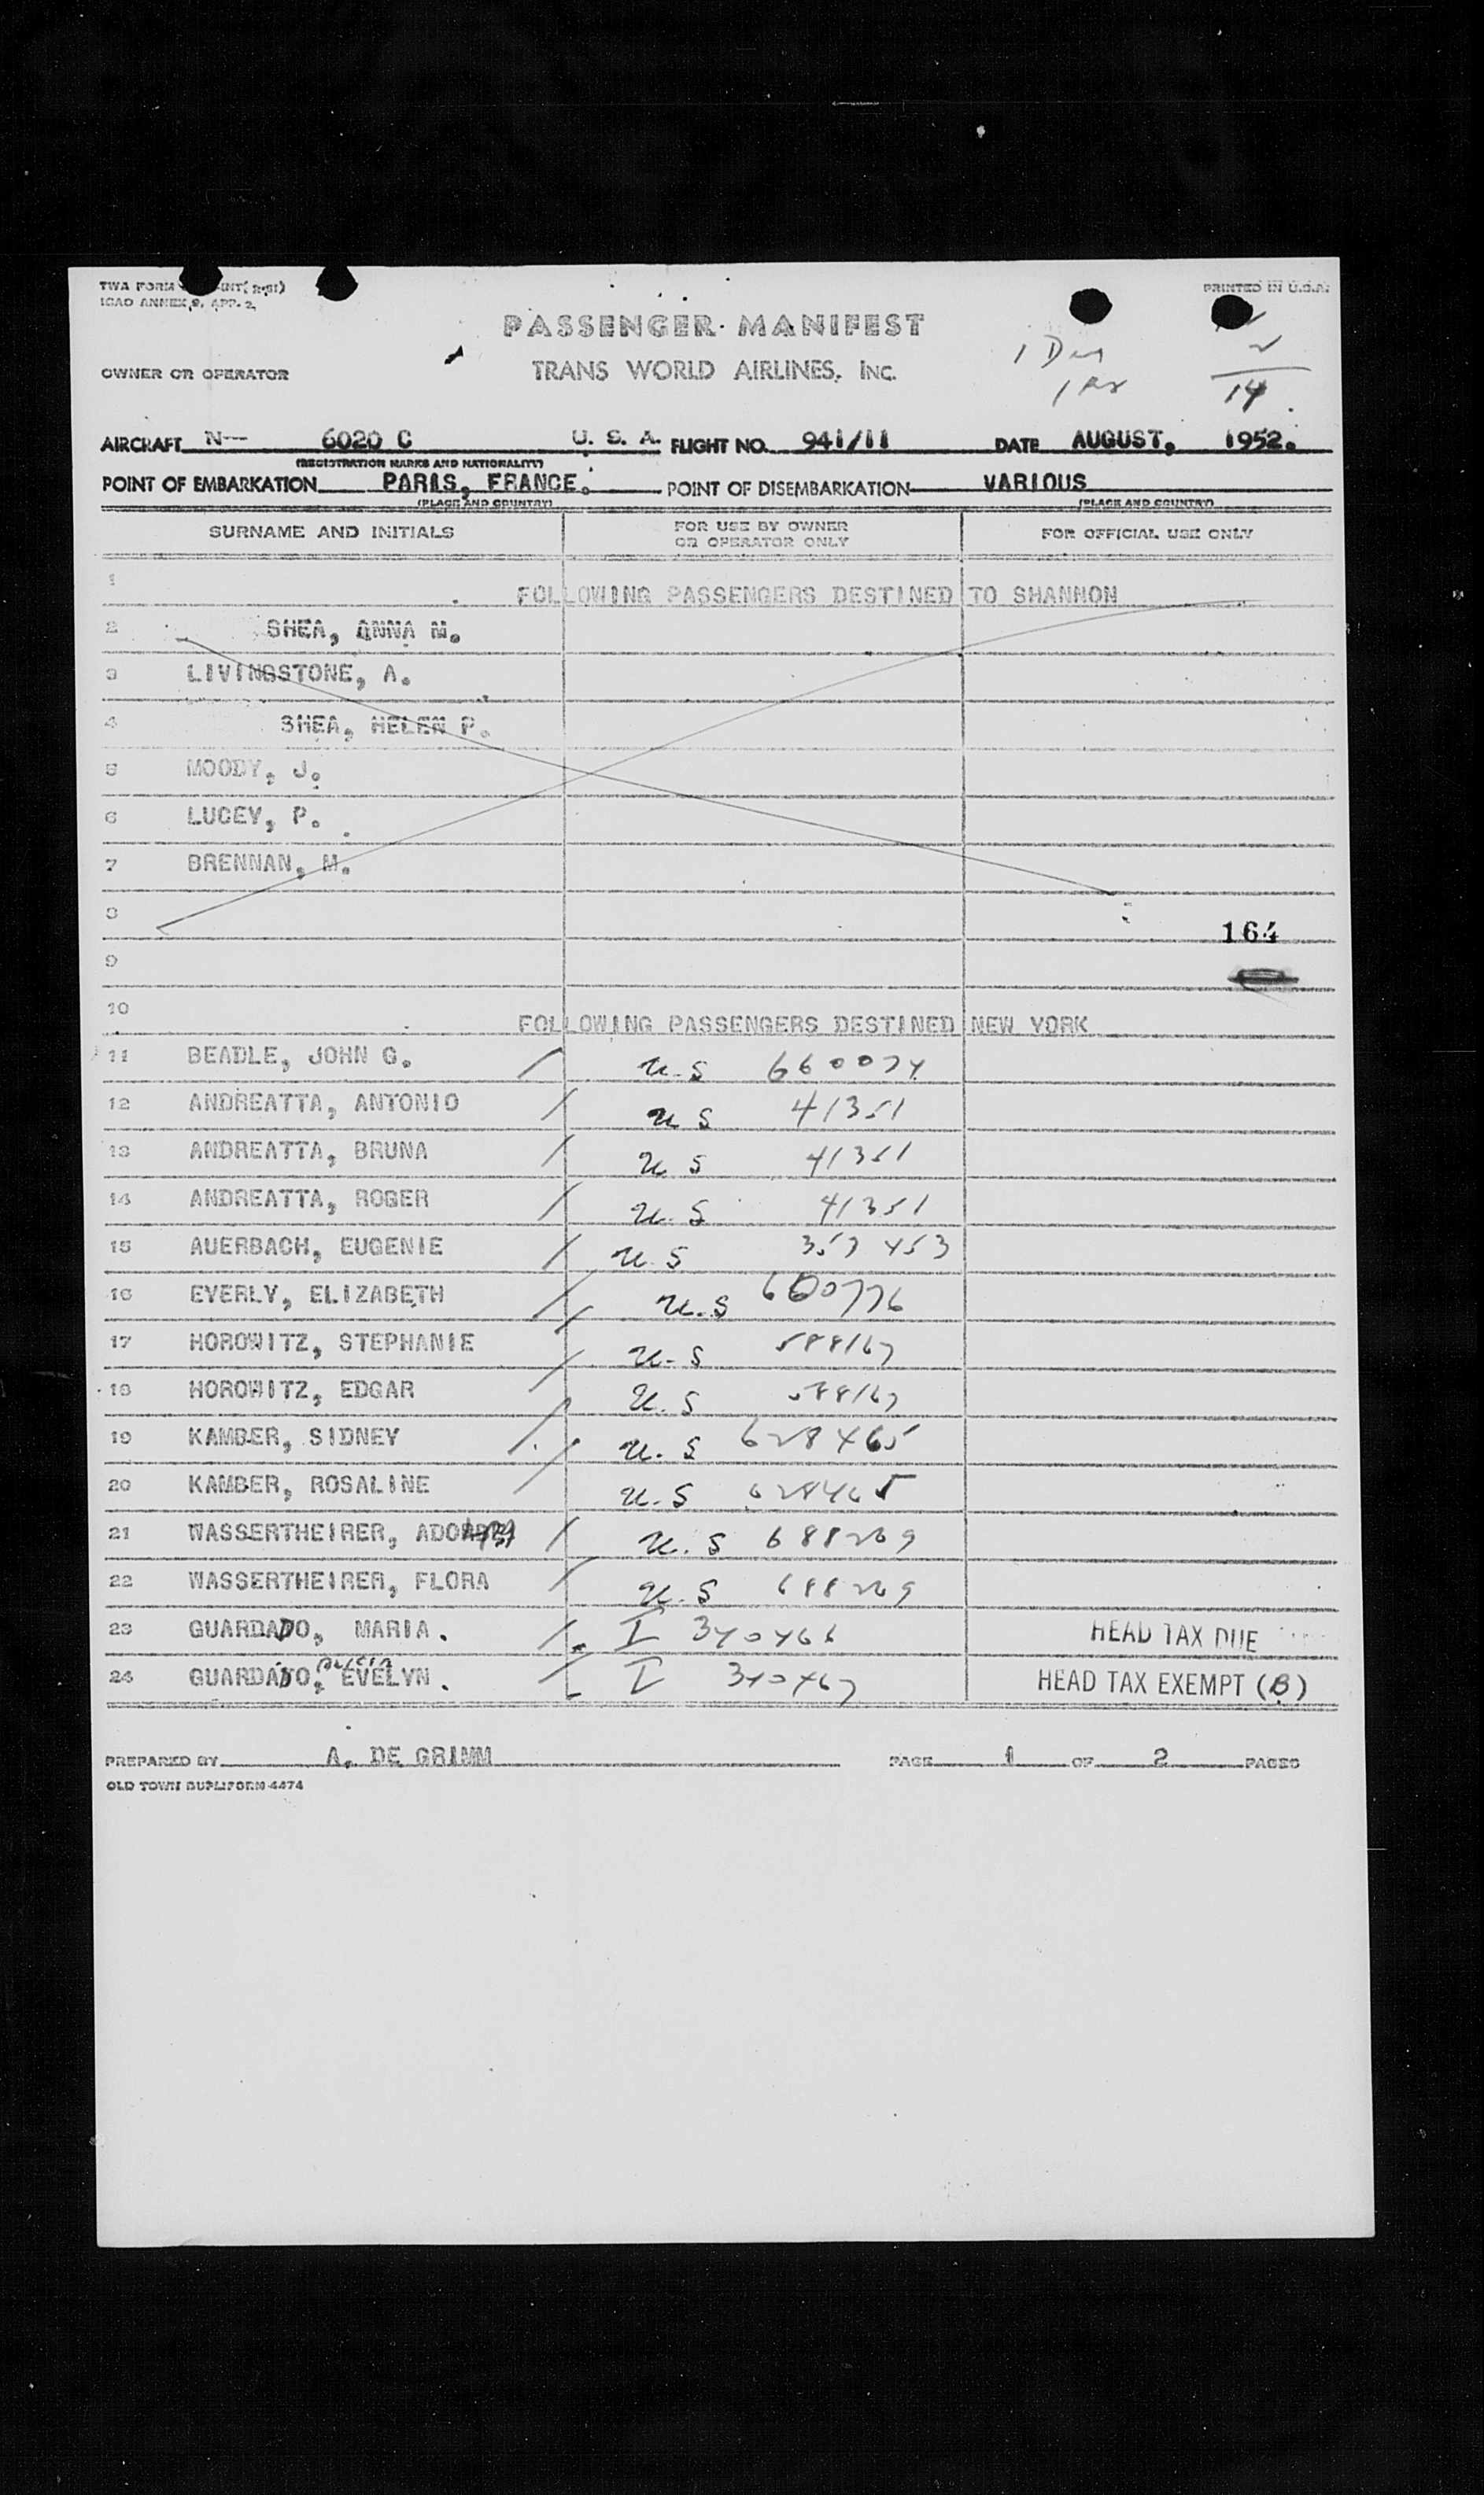 TWA FORM INT(R-51)
ICAO ANNEX 9, APP. 2
PRINTED IN U.S.A.
PASSENGER MANIFEST
OWNER OR OPERATOR TRANS WORLD AIRLINES, INC.
14
AIRCRAFT N-- 6020 C U. S. A. FLIGHT NO. 941/11 DATE AUGUST, 1952.
(REGISTRATION MARKS AND NATIONALITY)
POINT OF EMBARKATION PARIS, FRANCE. POINT OF DISEMBARKATION VARIOUS
(PLACE AND COUNTRY) (PLACE AND COUNTRY)
SURNAME AND INITIALS FOR USE BY OWNER OR OPERATOR ONLY FOR OFFICIAL USE ONLY
1 FOLLOWING PASSENGERS DESTINED TO SHANNON
2 SHEA, ANNA M.
3 LIVINGSTONE, A.
4 SHEA, HELEN P.
5 MOODY, J.
6 LUCEY, P.
7 BRENNAN, M.
8
164
9
10 FOLLOWING PASSENGERS DESTINED NEW YORK
11 BEADLE, JOHN G. / U.S 660074
12 ANDREATTA, ANTONIO / U S 41351
13 ANDREATTA, BRUNA / U.S 41351
14 ANDREATTA, ROGER / U.S 41351
15 AUERBACH, EUGENIE / U.S 357453
16 EYERLY, ELIZABETH / U.S 600776
17 HOROWITZ, STEPHANIE / U.S 588167
18 HOROWITZ, EDGAR / U.S 588167
19 KAMBER, SIDNEY / U.S 628465
20 KAMBER, ROSALINE / U.S 628465
21 WASSERTHEIRER, / U.S 688209
22 WASSERTHEIRER, FLORA / U.S 688209
23 GUARDADO, MARIA. / I 340466 HEAD TAX DUE
24 GUARDADO, EVELYN. / I 340467 HEAD TAX EXEMPT (B)
PREPARED BY A. DE GRIMM PAGE 1 OF 2 PAGES
OLD TOWN DUPLIFORM 4474